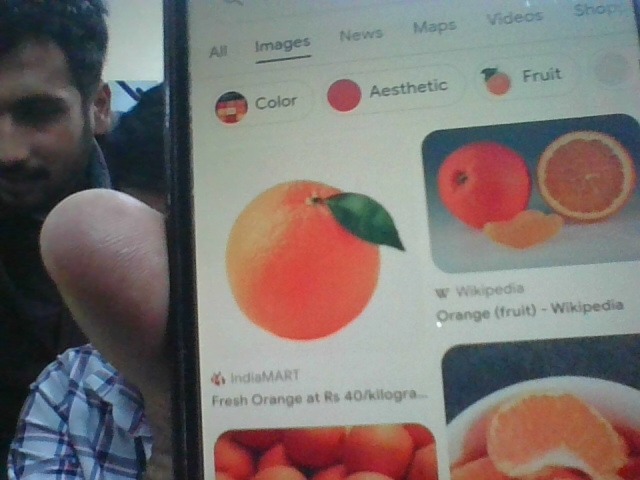 All Images News Maps Videos Shopp
Color Aesthetic Fruit
IndiaMART
Fresh Orange at Rs 40/kilogra...
W Wikipedia
Orange (fruit) - Wikipedia